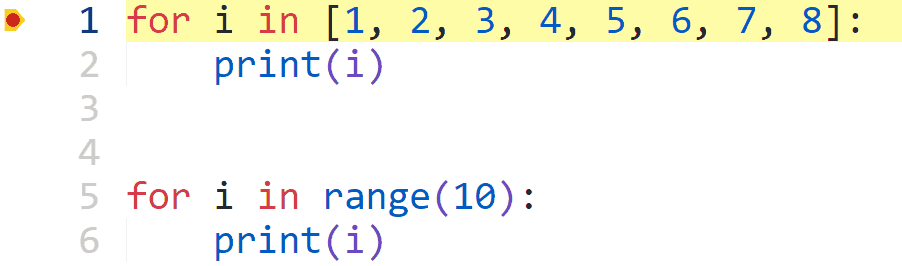 1 for i in [1, 2, 3, 4, 5, 6, 7, 8]:
2     print(i)
3
4
5 for i in range(10):
6     print(i)